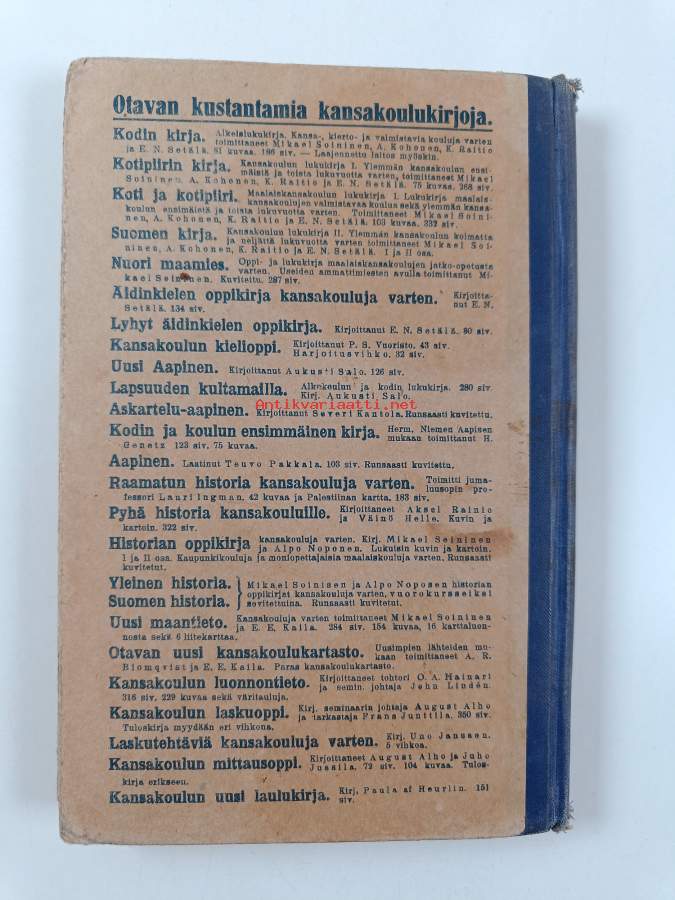 Otavan kustantamia kansakoulukirjoja.
Kodin kirja. Alkeislukukirja. Kansa-, kierto- ja valmistavia kouluja varten
toimittaneet Mikael Soininen, A. Kohonen, K. Raitio
ja E. N. Setälä. 81 kuvaa. 186 siv. — Laajennettu laitos myöskin.
Kotipiirin kirja. Kansakoulun lukukirja I. Ylemmän kansakoulun ensi-
mäistä ja toista lukuvuotta varten, toimittaneet Mikael
Soininen, A. Kohonen, K. Raitio ja E. N. Setälä. 75 kuvaa. 268 siv.
Koti ja kotipiiri. Maalaiskansakoulun lukukirja I. Lukukirja maalais-
kansakoulujen valmistavaa koulua sekä ylemmän kansa-
koulun ensimäistä ja toista lukuvuotta varten. Toimittaneet Mikael Soini-
nen, A. Kohonen, K. Raitio ja E. N. Setälä. 103 kuvaa. 332 siv.
Suomen kirja. Kansakoulun lukukirja II. Ylemmän kansakoulun kolmatta
ja neljättä lukuvuotta varten toimittaneet Mikael Soi-
ninen, A. Kohonen, K. Raitio ja E. N. Setälä. I ja II osa.
Nuori maamies. Oppi- ja lukukirja maalaiskansakoulujen jatko-opetusta
varten. Useiden ammattimiesten avulla toimittanut Mi-
kael Soininen. Kuvitettu. 287 siv.
Äidinkielen oppikirja kansakouluja varten. Kirjoitta-
nut E. N.
Setälä. 134 siv.
Lyhyt äidinkielen oppikirja. Kirjoittanut E. N. Setälä. 80 siv.
Kansakoulun kielioppi. Kirjoittanut P. S. Vuoristo. 43 siv.
Harjoitusvihko. 32 siv.
Uusi Aapinen. Kirjoittanut Aukusti Salo. 126 siv.
Lapsuuden kultamailla. Alkukoulun ja kodin lukukirja. 280 siv.
Kirj. Aukusti Salo.
Antikvariaatti.net
Askartelu-aapinen. Kirjoittanut Severi Kantola. Runsaasti kuvitettu.
Kodin ja koulun ensimmäinen kirja. Herm. Niemen Aapisen
mukaan toimittanut H.
Genetz 123 siv. 75 kuvaa.
Aapinen. Laatinut Teuvo Pakkala. 103 siv. Runsaasti kuvitettu.
Raamatun historia kansakouluja varten. Toimitti juma-
luusopin pro-
fessori Lauri Ingman. 42 kuvaa ja Palestiinan kartta. 183 siv.
Pyhä historia kansakouluille. Kirjoittaneet Aksel Rainio
ja Väinö Helle. Kuvin ja
kartoin. 322 siv.
Historian oppikirja kansakouluja varten. Kirj. Mikael Soininen
ja Alpo Noponen. Lukuisin kuvin ja kartoin.
I ja II osa. Kaupunkikouluja ja moniopettajaisia maalaiskouluja varten. Runsaasti
kuvitetut.
Yleinen historia. } Mikael Soinisen ja Alpo Noposen historian
oppikirjat kansakouluja varten, vuorokursseiksi
Suomen historia. sovitettuina. Runsaasti kuvitetut.
Uusi maantieto. Kansakouluja varten toimittaneet Mikael Soininen
ja E. E. Kaila. 284 siv. 154 kuvaa, 16 karttaluon-
nosta sekä 6 liitekarttaa.
Otavan uusi kansakoulukartasto. Uusimpien lähteiden mu-
kaan toimittaneet A. R.
Blomqvist ja E. E. Kaila. Paras kansakoulukartasto.
Kansakoulun luonnontieto. Kirjoittaneet tohtori O. A. Hainari
ja semin. johtaja John Lindén.
316 siv. 229 kuvaa sekä väritauluja.
Kansakoulun laskuoppi. Kirj. seminaarin johtaja August Alho
ja tarkastaja Frans Junttila. 350 siv.
Tuloskirja myydään eri vihkona.
Laskutehtäviä kansakouluja varten. Kirj. Uno Janssen.
5 vihkoa.
Kansakoulun mittausoppi. Kirjoittaneet August Alho ja Juho
Jussila. 72 siv. 104 kuvaa. Tulos-
kirja erikseen.
Kansakoulun uusi laulukirja. Kirj. Paula af Heurlin. 151
siv.